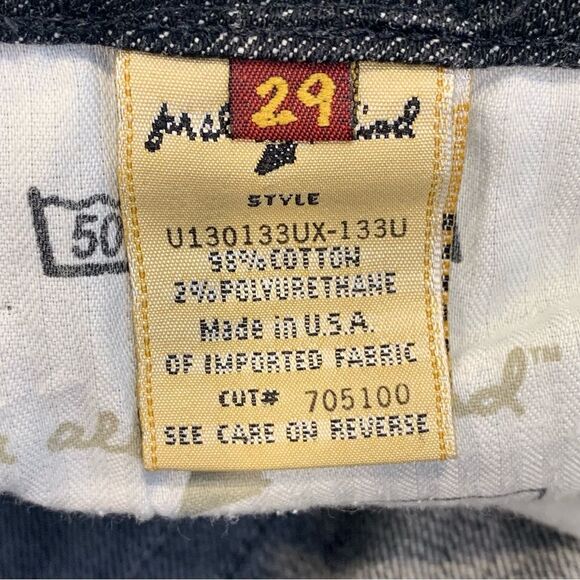 29
STYLE
U130133UX-133U
98%COTTON
2%POLYURETHANE
Made in U.S.A.
OF IMPORTED FABRIC
CUT# 705100
SEE CARE ON REVERSE
50